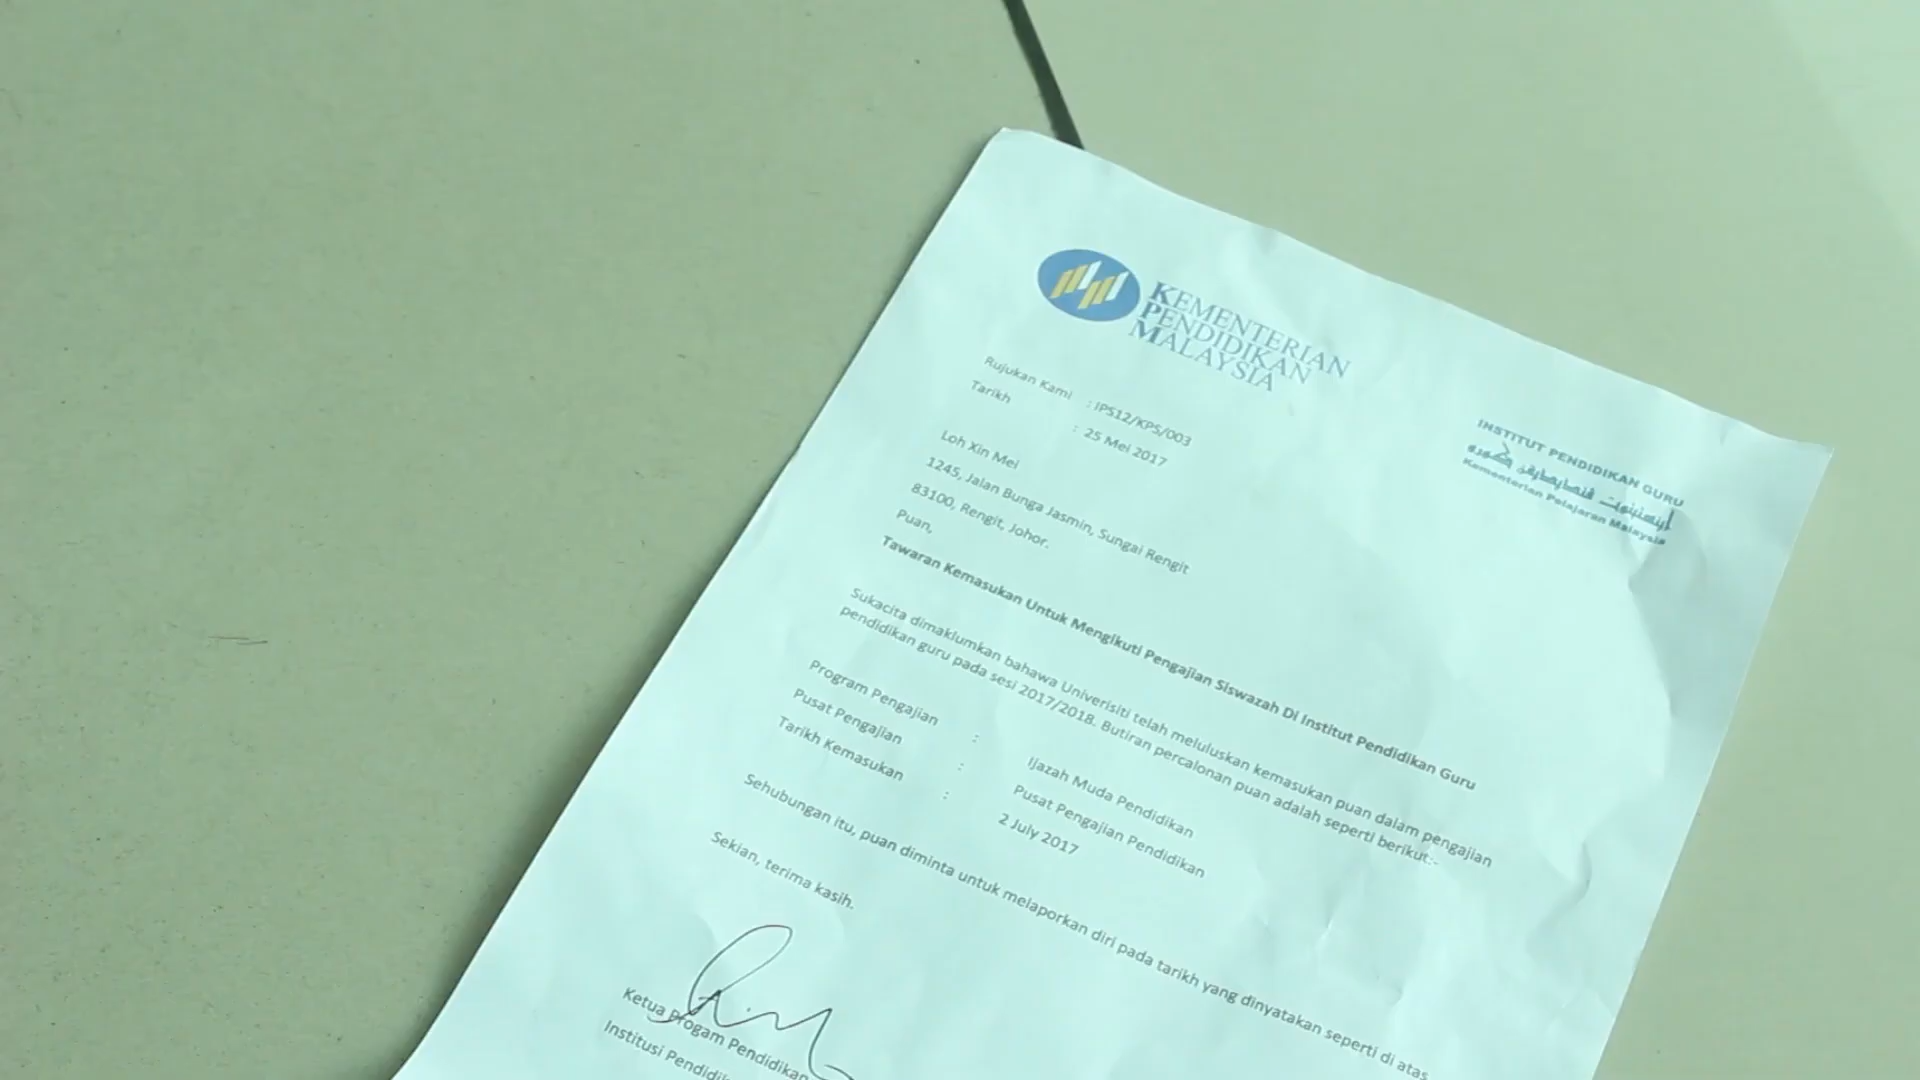 KEMENTERIAN
PENDIDIKAN
MALAYSIA
INSTITUT PENDIDIKAN GURU
Kementerian Pelajaran Malaysia
Rujukan Kami : IPS12/KPS/003
Tarikh : 25 Mei 2017
Loh Xin Mei
1245, Jalan Bunga Jasmin, Sungai Rengit
83100, Rengit, Johor.
Puan,
Tawaran Kemasukan Untuk Mengikuti Pengajian Siswazah Di Institut Pendidikan Guru
Sukacita dimaklumkan bahawa Univerisiti telah meluluskan kemasukan puan dalam pengajian
pendidikan guru pada sesi 2017/2018. Butiran percalonan puan adalah seperti berikut:-
Program Pengajian : Ijazah Muda Pendidikan
Pusat Pengajian : Pusat Pengajian Pendidikan
Tarikh Kemasukan : 2 July 2017
Sehubungan itu, puan diminta untuk melaporkan diri pada tarikh yang dinyatakan seperti di atas
Sekian, terima kasih.
Ketua Progam Pendidikan
Institusi